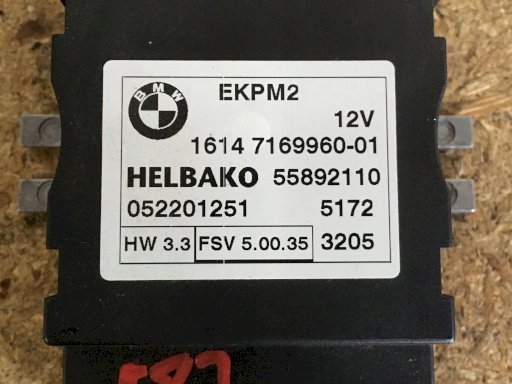 BMW
EKPM2
12V
1614 7169960-01
HELBAKO 55892110
052201251 5172
HW 3.3 FSV 5.00.35 3205